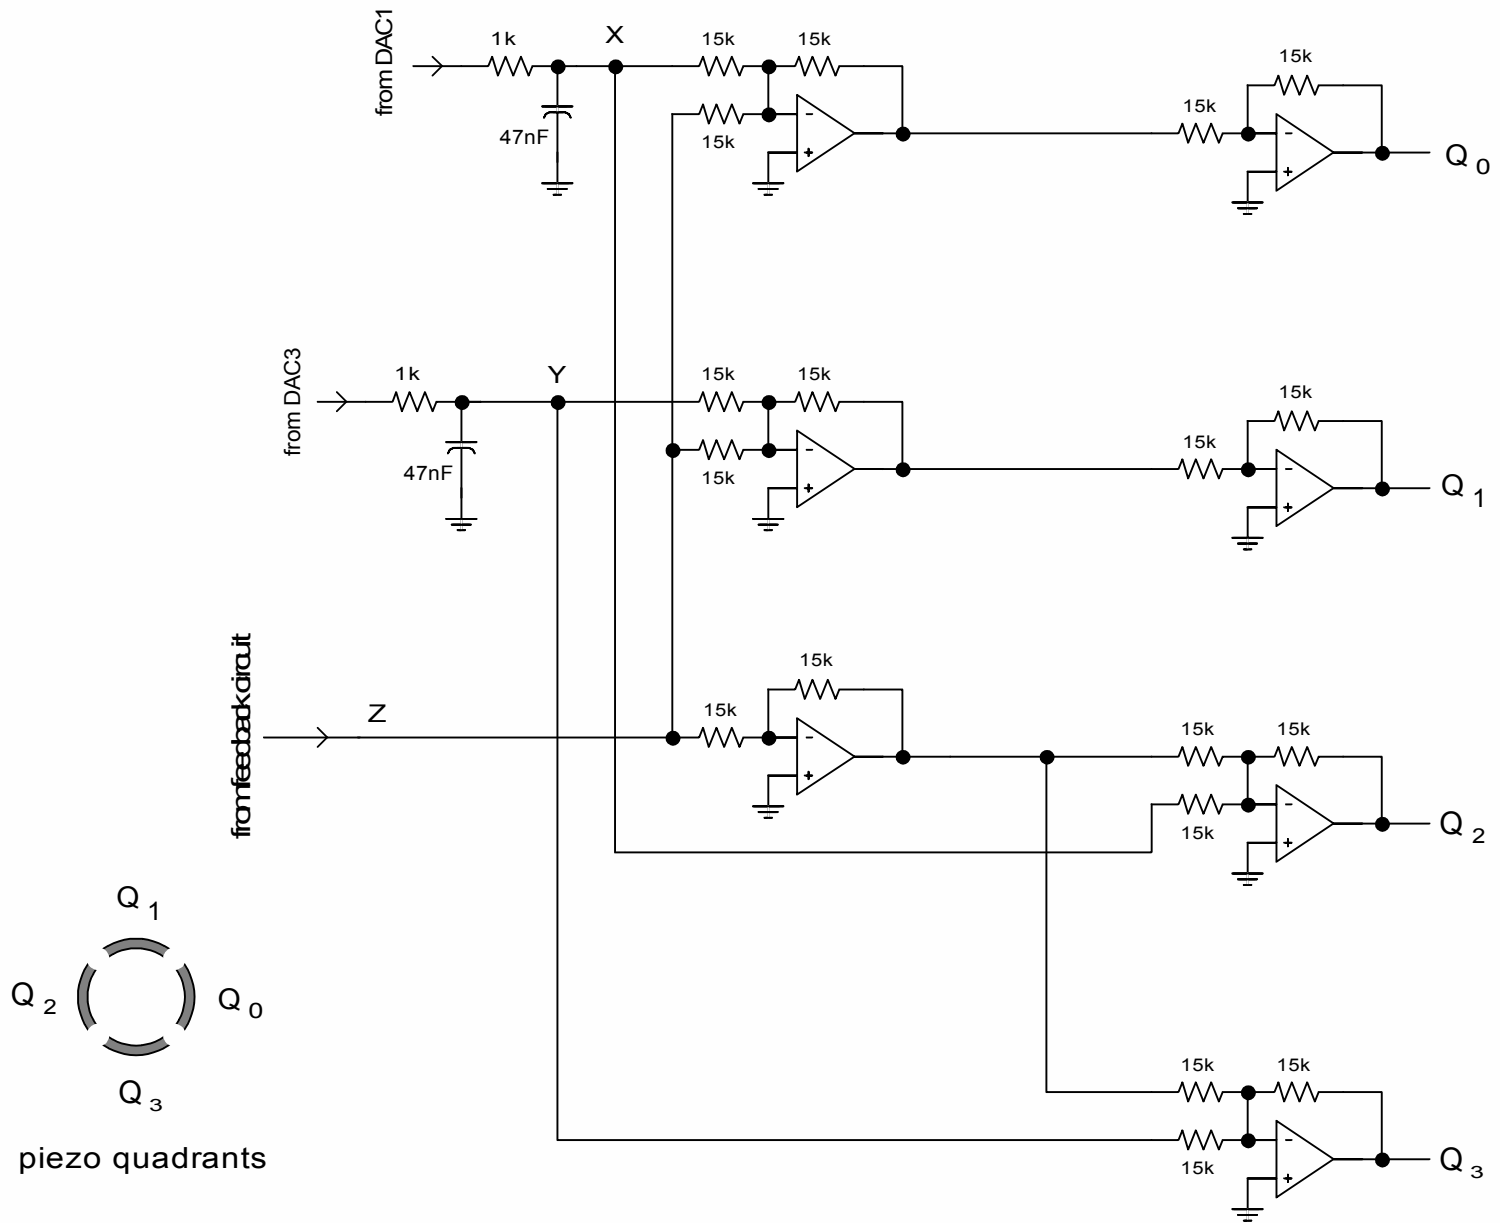 from DAC1
1k
X
15k
15k
15k
47nF
15k
15k
-
+
-
+
Q 0
from DAC3
1k
Y
15k
15k
15k
47nF
15k
15k
-
+
-
+
Q 1
from feedback circuit
Z
15k
15k
-
+
15k
15k
15k
-
+
Q 2
Q 1
Q 2
Q 0
Q 3
piezo quadrants
15k
15k
15k
-
+
Q 3